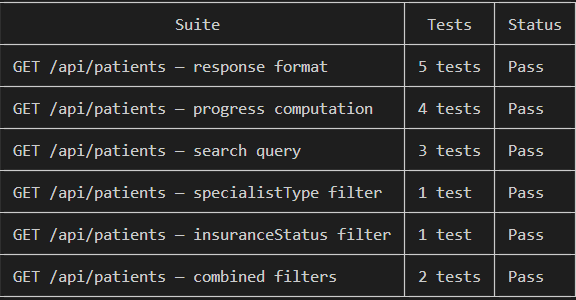 Suite Tests Status
GET /api/patients — response format 5 tests Pass
GET /api/patients — progress computation 4 tests Pass
GET /api/patients — search query 3 tests Pass
GET /api/patients — specialistType filter 1 test Pass
GET /api/patients — insuranceStatus filter 1 test Pass
GET /api/patients — combined filters 2 tests Pass